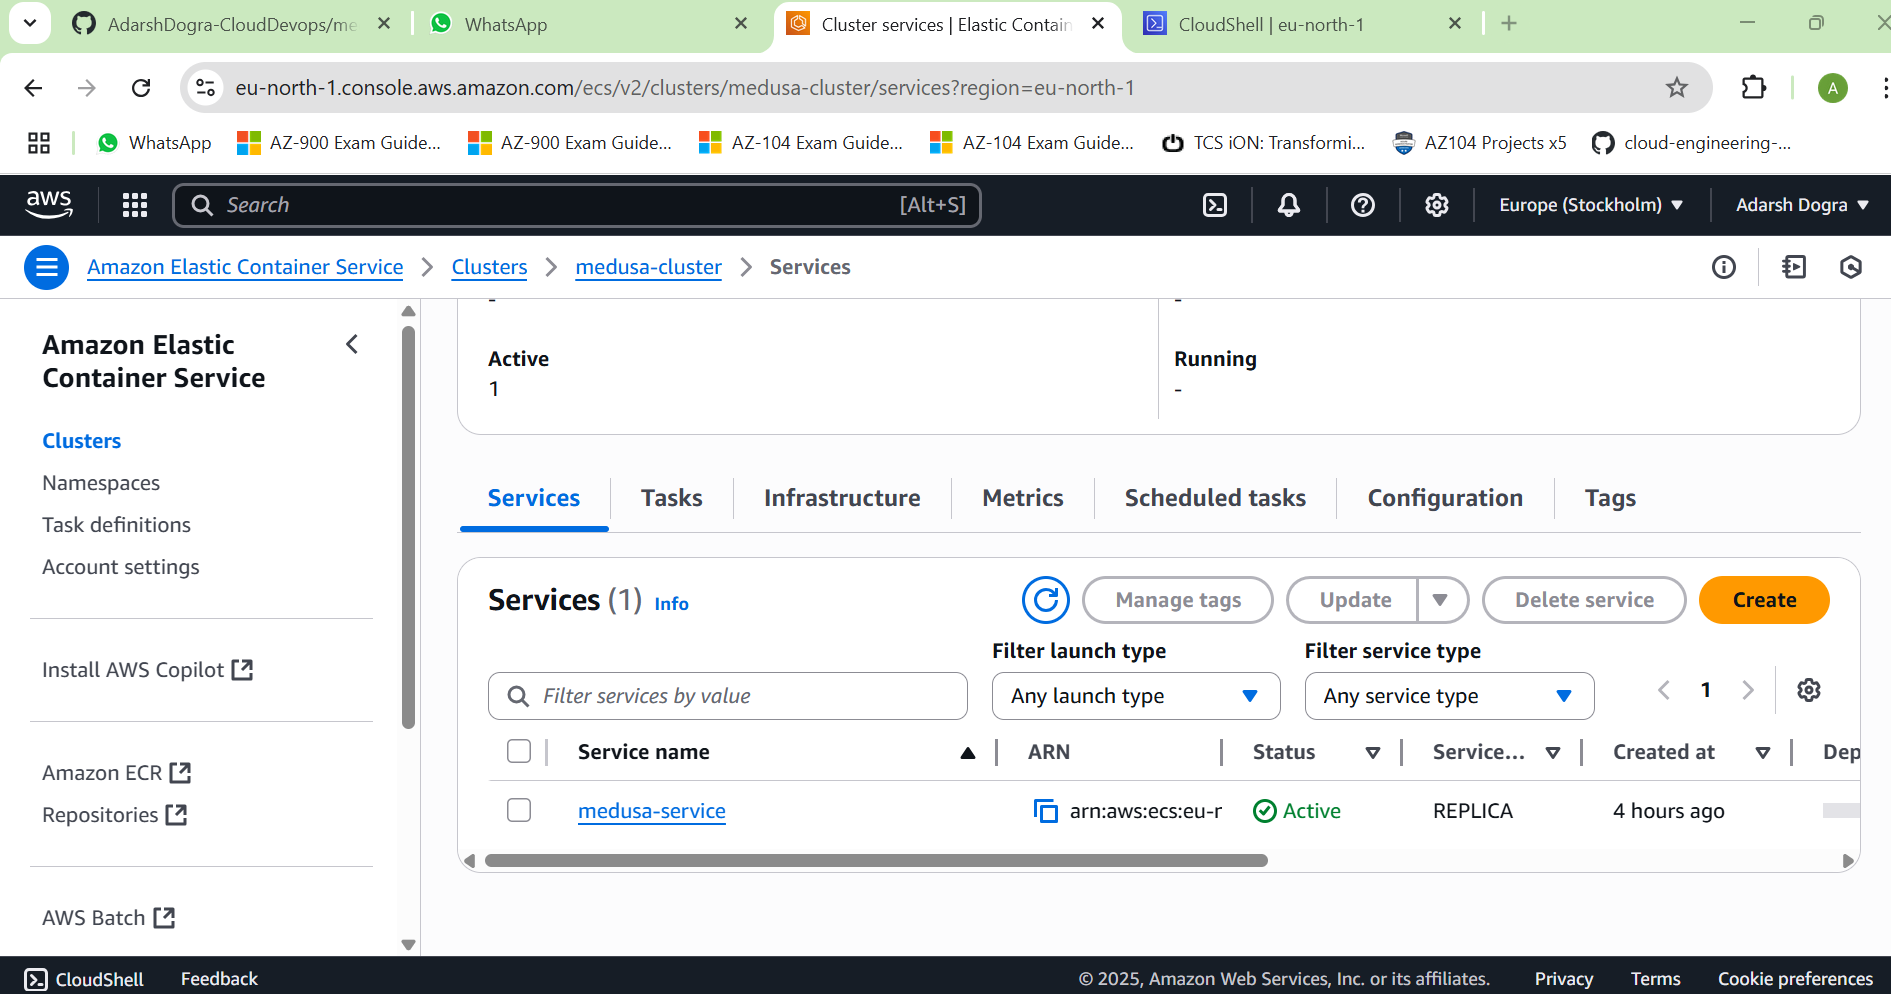 AdarshDogra-CloudDevops/me
WhatsApp
Cluster services | Elastic Contain
CloudShell | eu-north-1
eu-north-1.console.aws.amazon.com/ecs/v2/clusters/medusa-cluster/services?region=eu-north-1
A
WhatsApp
AZ-900 Exam Guide...
AZ-900 Exam Guide...
AZ-104 Exam Guide...
AZ-104 Exam Guide...
TCS iON: Transformi...
AZ104 Projects x5
cloud-engineering-...
aws
Search
[Alt+S]
Europe (Stockholm)
Adarsh Dogra
Amazon Elastic Container Service
Clusters
medusa-cluster
Services
Amazon Elastic
Container Service
Clusters
Namespaces
Task definitions
Account settings
Install AWS Copilot
Amazon ECR
Repositories
AWS Batch
-
-
Active
1
Running
-
Services
Tasks
Infrastructure
Metrics
Scheduled tasks
Configuration
Tags
Services (1) Info
Manage tags
Update
Delete service
Create
Filter launch type
Filter service type
Filter services by value
Any launch type
Any service type
1
Service name
ARN
Status
Service...
Created at
Dep
medusa-service
arn:aws:ecs:eu-r
Active
REPLICA
4 hours ago
CloudShell
Feedback
© 2025, Amazon Web Services, Inc. or its affiliates.
Privacy
Terms
Cookie preferences